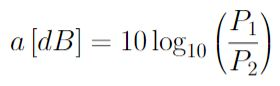 a [dB] = 10 log₁₀ (P₁/P₂)